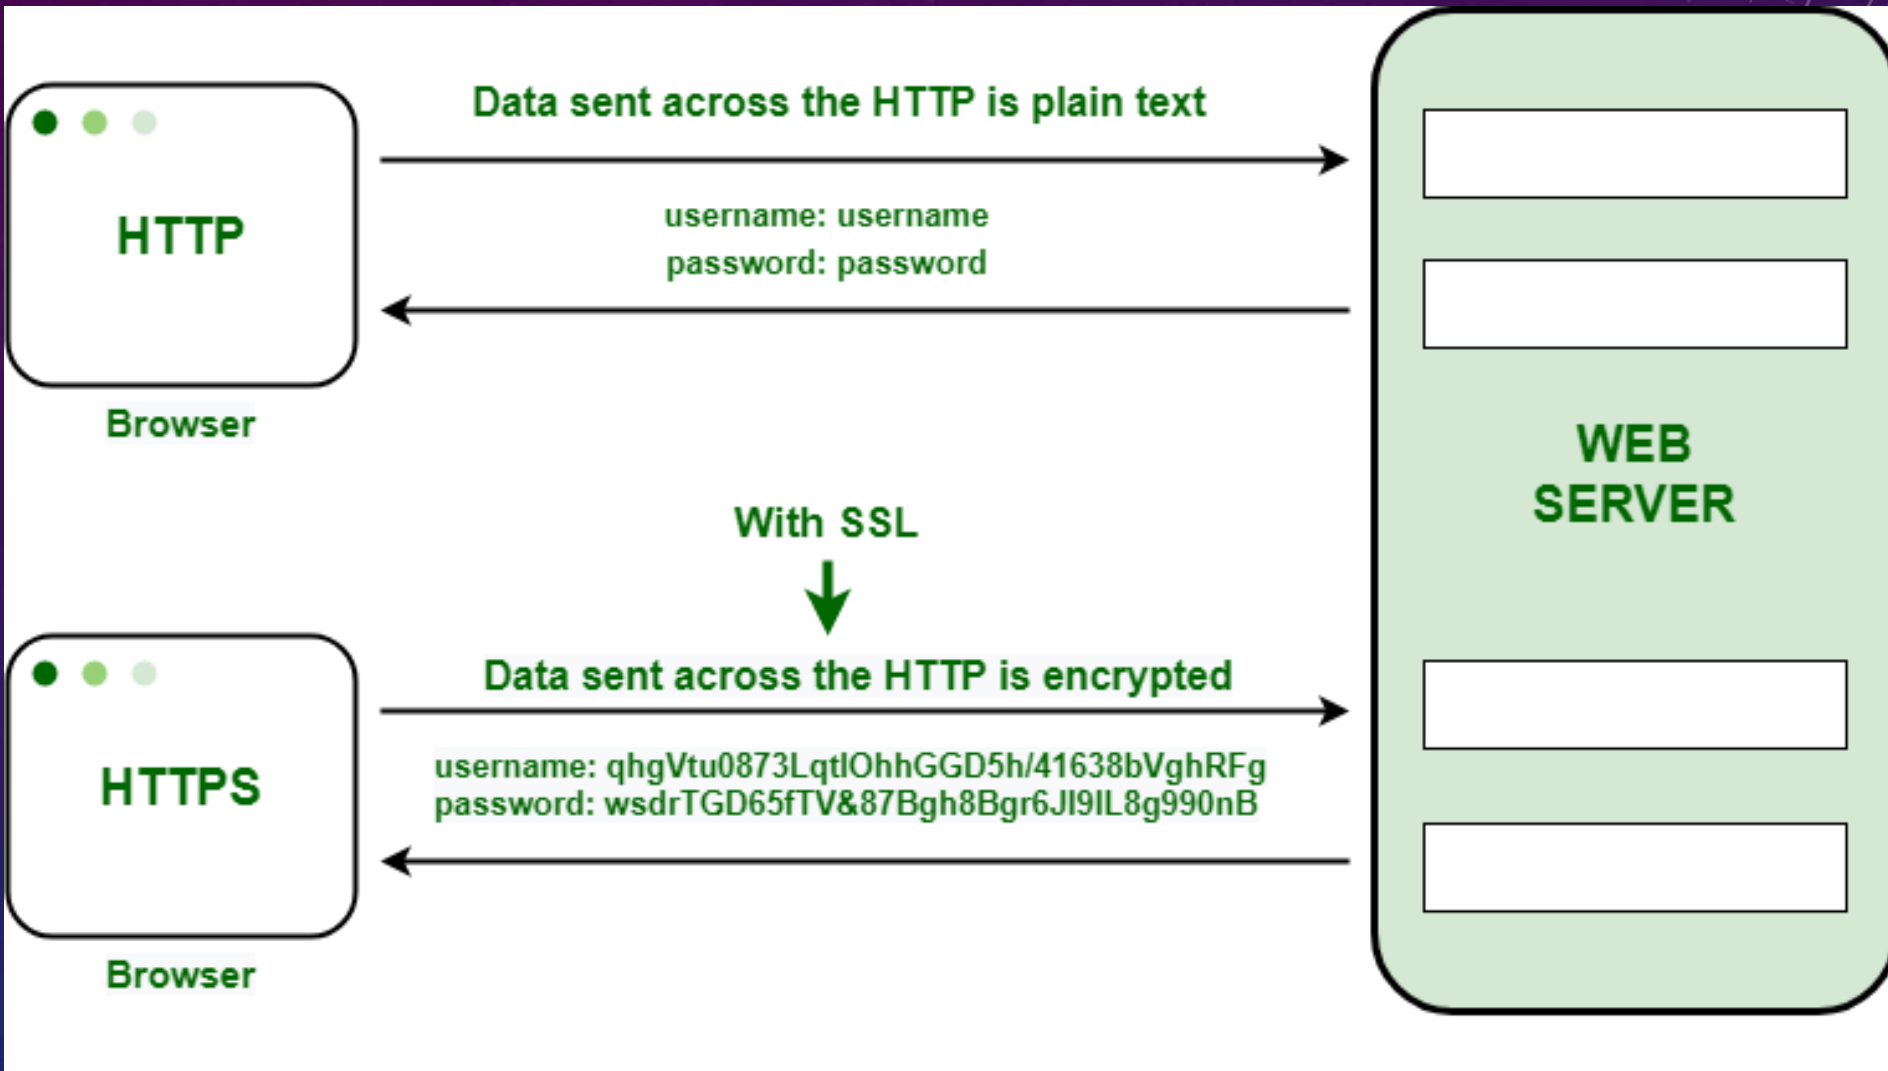 Data sent across the HTTP is plain text
HTTP
username: username
password: password
Browser
WEB
SERVER
With SSL
Data sent across the HTTP is encrypted
HTTPS
username: qhgVtu0873LqtIOhhGGD5h/41638bVghRFg
password: wsdrTGD65fTV&87Bgh8Bgr6JI9IL8g990nB
Browser